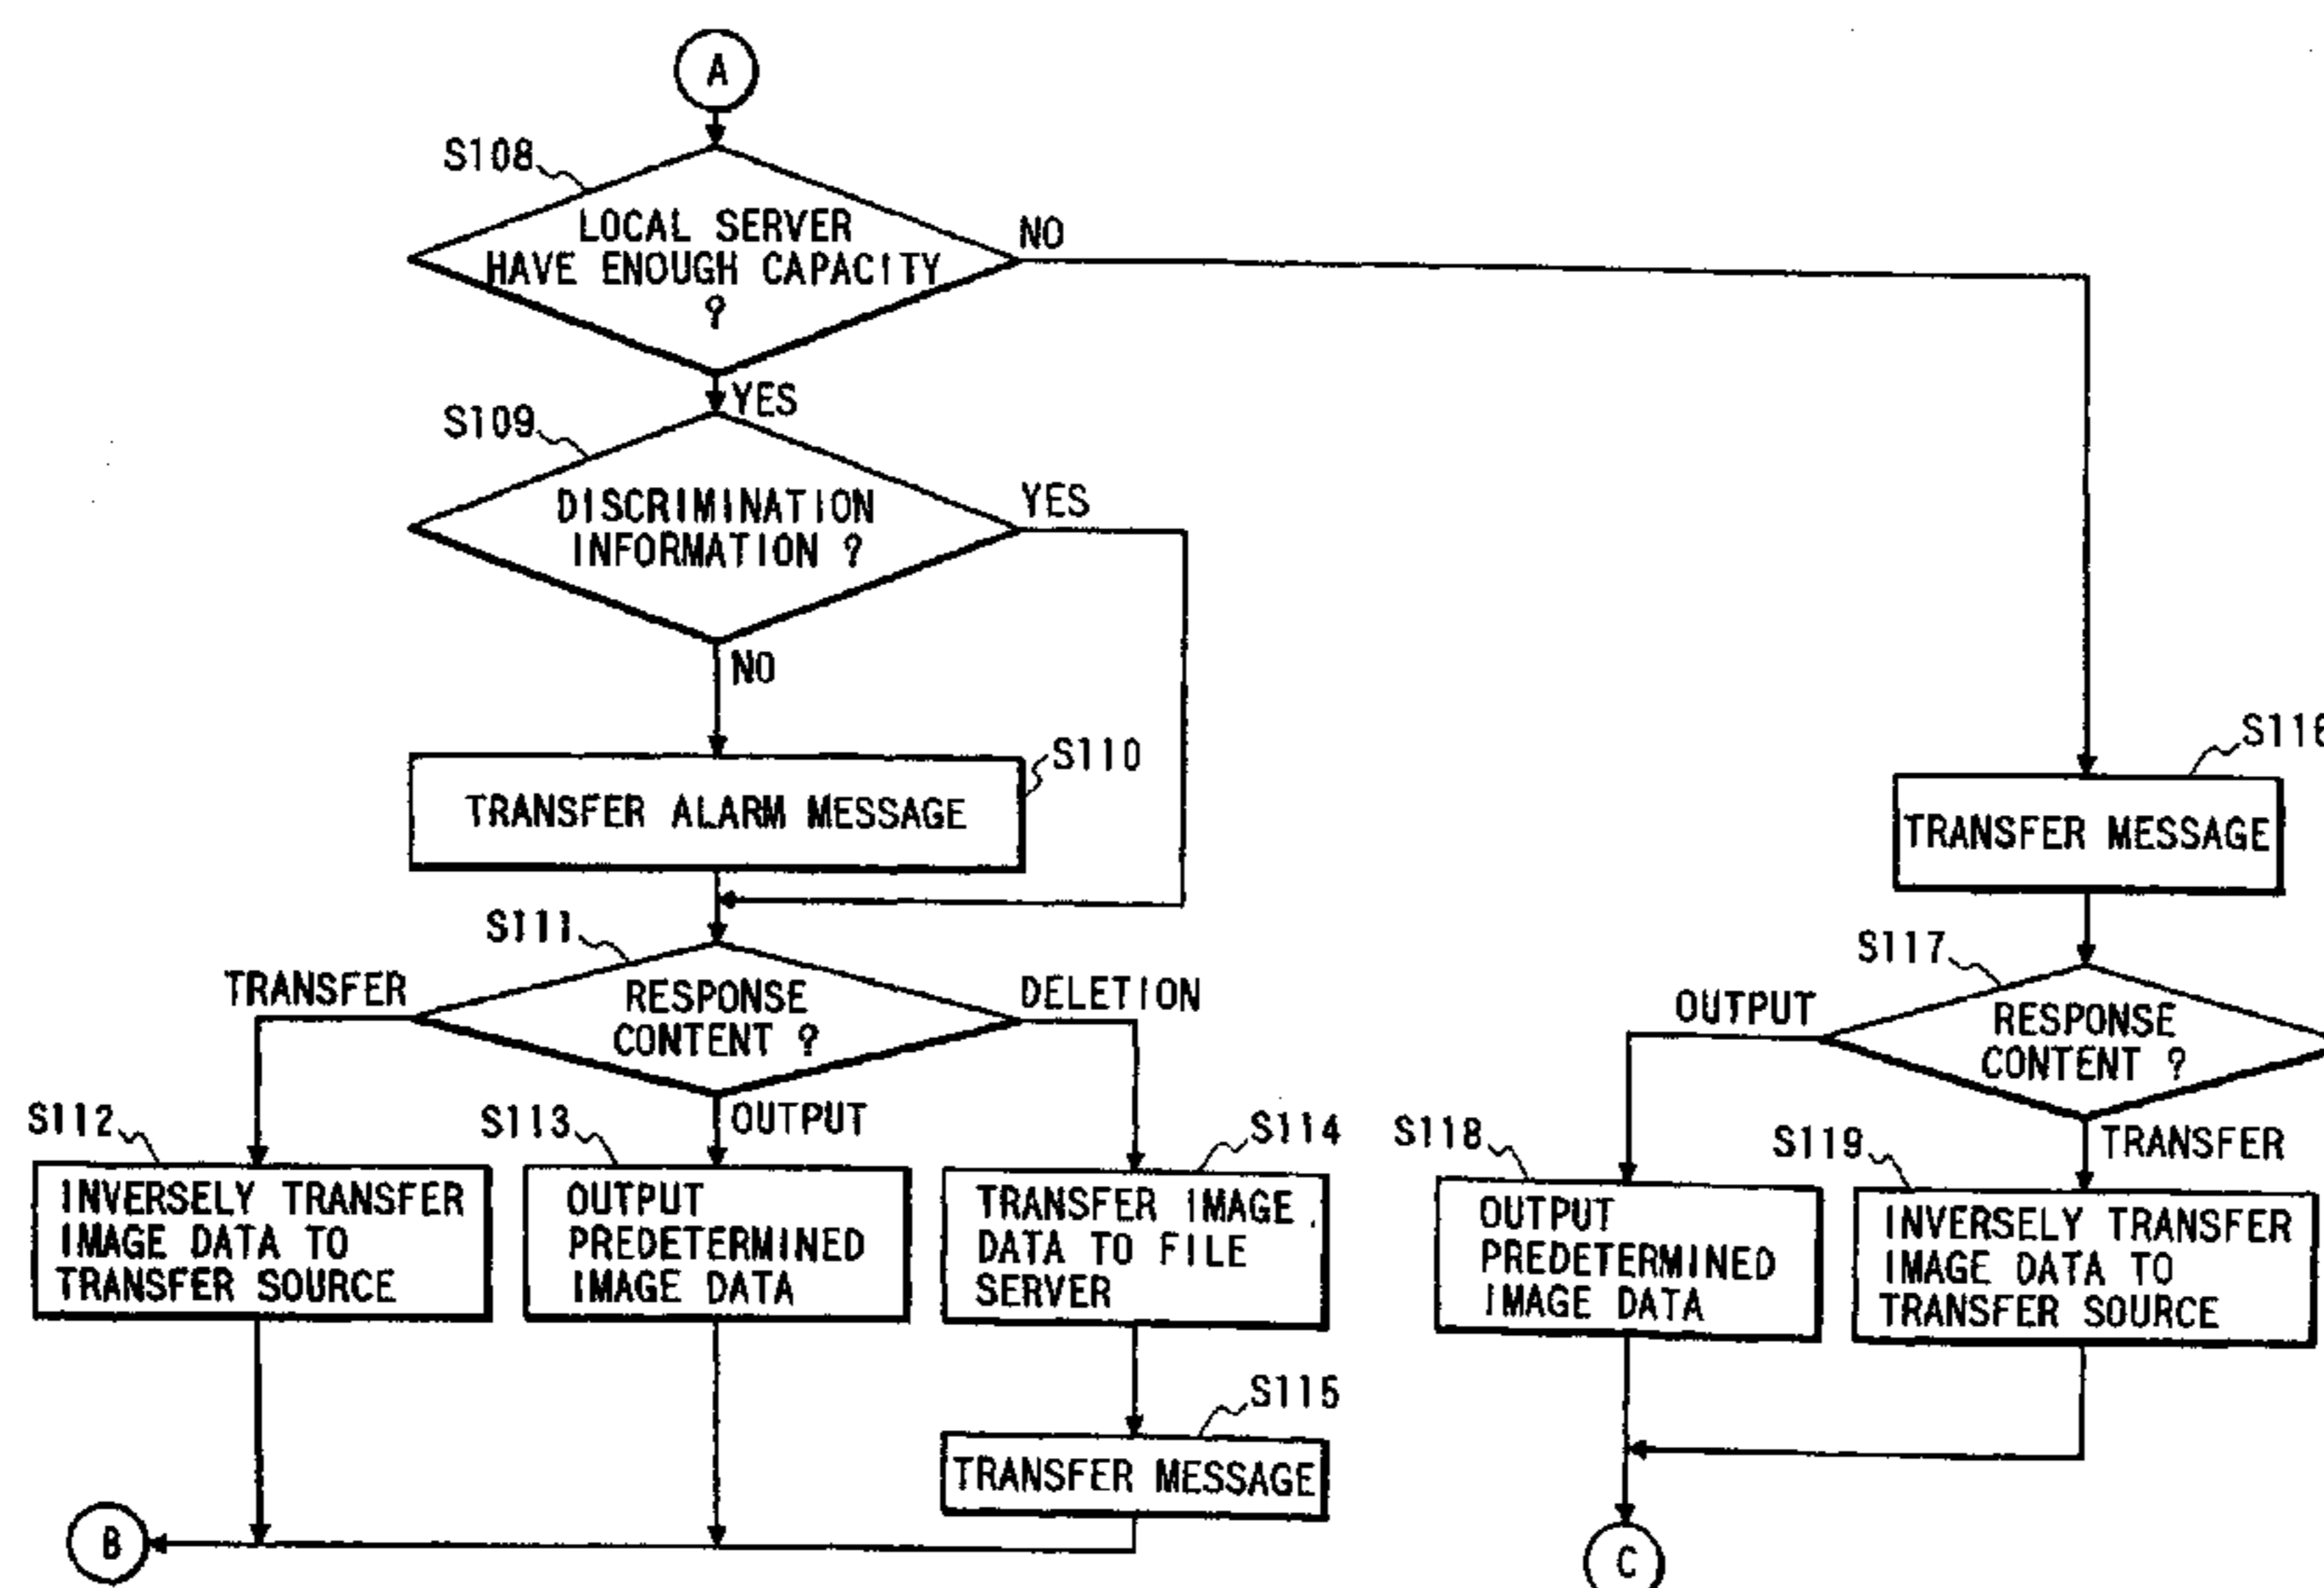 A
S108
LOCAL SERVER
HAVE ENOUGH CAPACITY
?
NO
YES
S109
DISCRIMINATION
INFORMATION ?
YES
NO
S110
TRANSFER ALARM MESSAGE
S116
TRANSFER MESSAGE
S111
RESPONSE
CONTENT ?
TRANSFER
DELETION
OUTPUT
S117
RESPONSE
CONTENT ?
OUTPUT
TRANSFER
S112
INVERSELY TRANSFER
IMAGE DATA TO
TRANSFER SOURCE
S113
OUTPUT
PREDETERMINED
IMAGE DATA
S114
TRANSFER IMAGE
DATA TO FILE
SERVER
S118
OUTPUT
PREDETERMINED
IMAGE DATA
S119
INVERSELY TRANSFER
IMAGE DATA TO
TRANSFER SOURCE
S115
TRANSFER MESSAGE
B
C